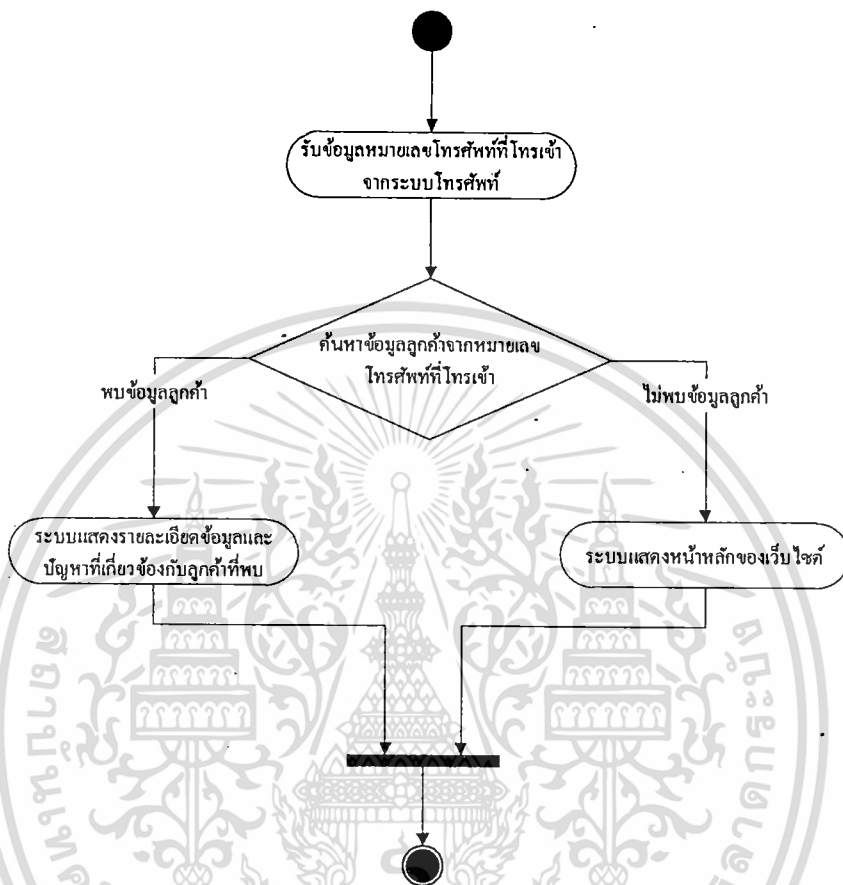 รับข้อมูลหมายเลขโทรศัพท์ที่โทรเข้า
จากระบบโทรศัพท์
ค้นหาข้อมูลลูกค้าจากหมายเลข
โทรศัพท์ที่โทรเข้า
พบข้อมูลลูกค้า
ไม่พบข้อมูลลูกค้า
ระบบแสดงรายละเอียดข้อมูลและ
ปัญหาที่เกี่ยวข้องกับลูกค้าที่พบ
ระบบแสดงหน้าหลักของเว็บไซต์